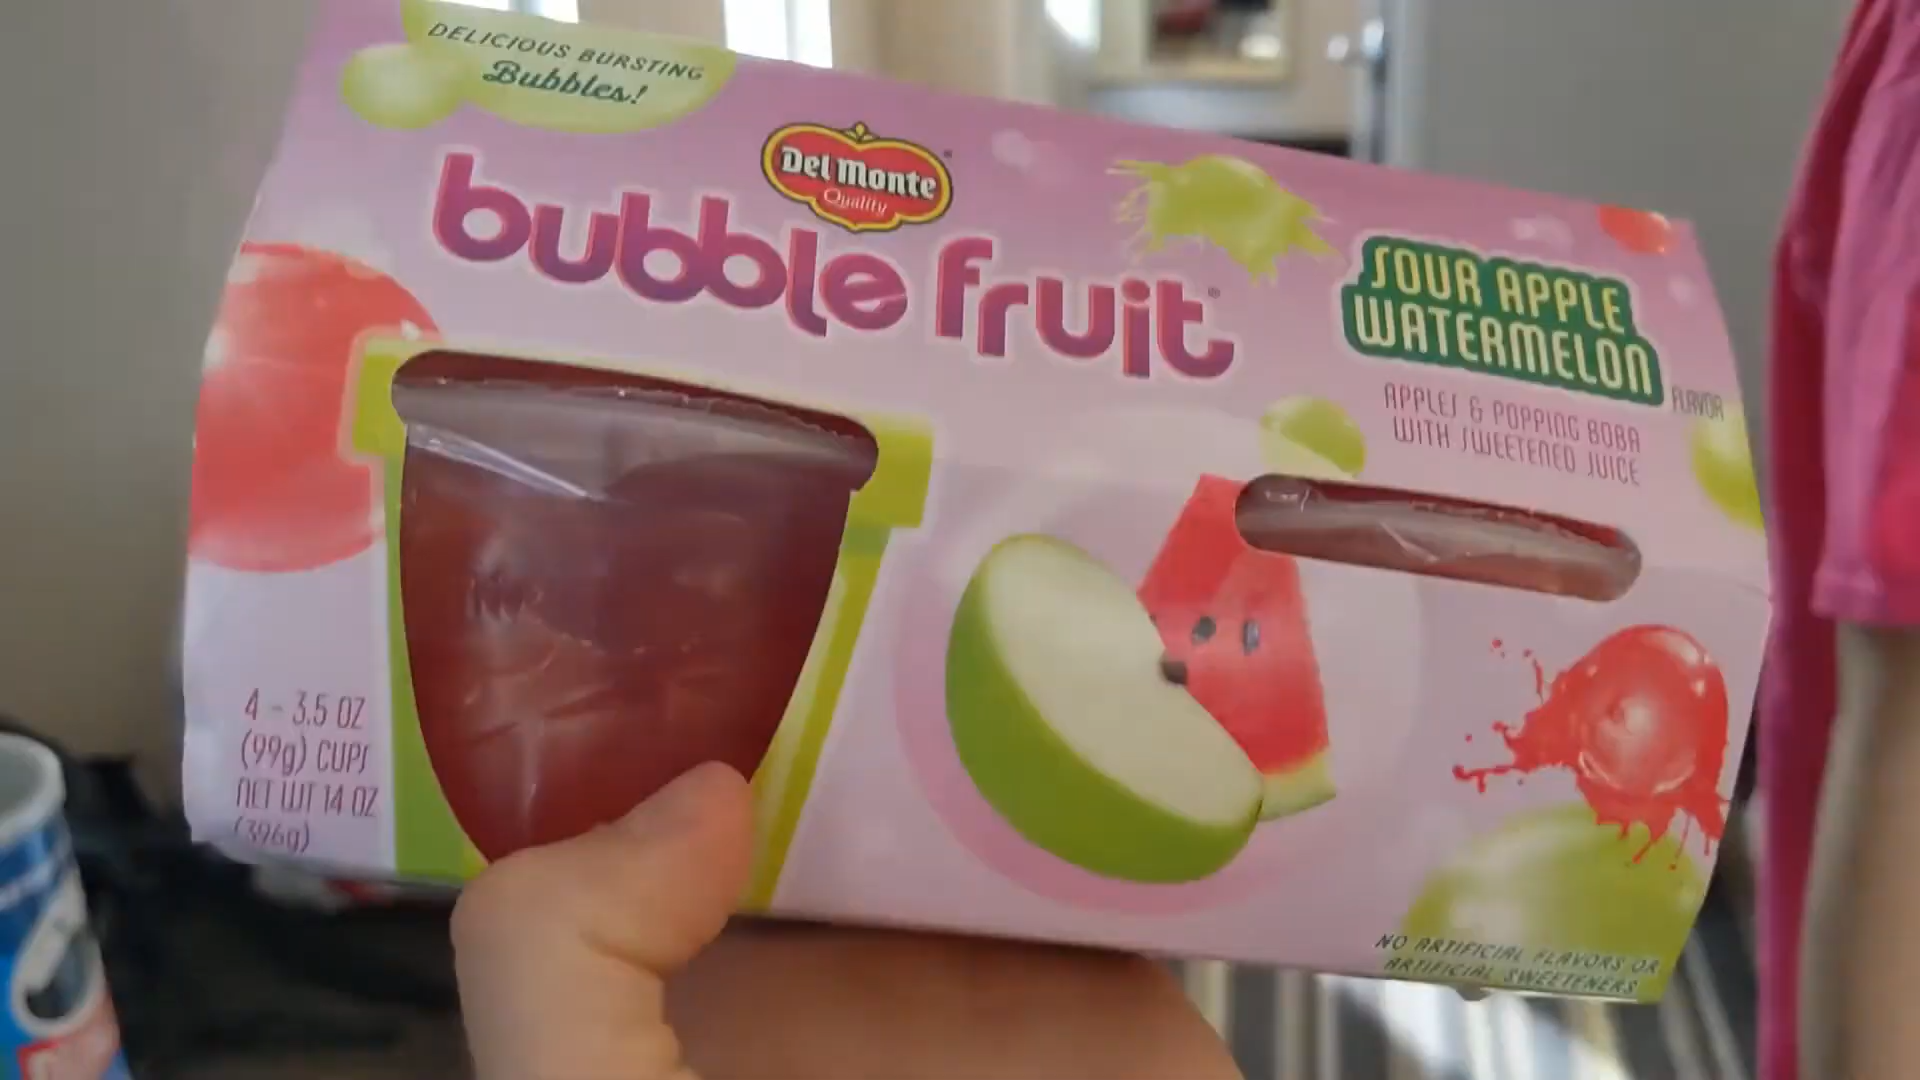 DELICIOUS BURSTING
Bubbles!
Del Monte
Quality
bubble fruit
SOUR APPLE
WATERMELON
FLAVOR
APPLES & POPPING BOBA
WITH SWEETENED JUICE
4 - 3.5 OZ
(99g) CUPS
NET WT 14 OZ
(396g)
NO ARTIFICIAL FLAVORS OR
ARTIFICIAL SWEETENERS